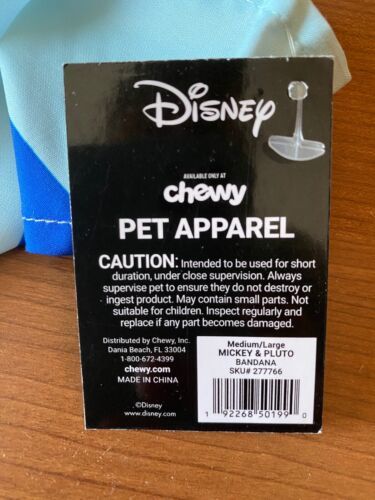 Disney
AVAILABLE ONLY AT
chewy
PET APPAREL
CAUTION: Intended to be used for short
duration, under close supervision. Always
supervise pet to ensure they do not destroy or
ingest product. May contain small parts. Not
suitable for children. Inspect regularly and
replace if any part becomes damaged.
Distributed by Chewy, Inc.
Dania Beach, FL 33004
1-800-672-4399
chewy.com
MADE IN CHINA
©Disney
www.disney.com
Medium/Large
MICKEY & PLUTO
BANDANA
SKU# 277766
1 92268 50199 0